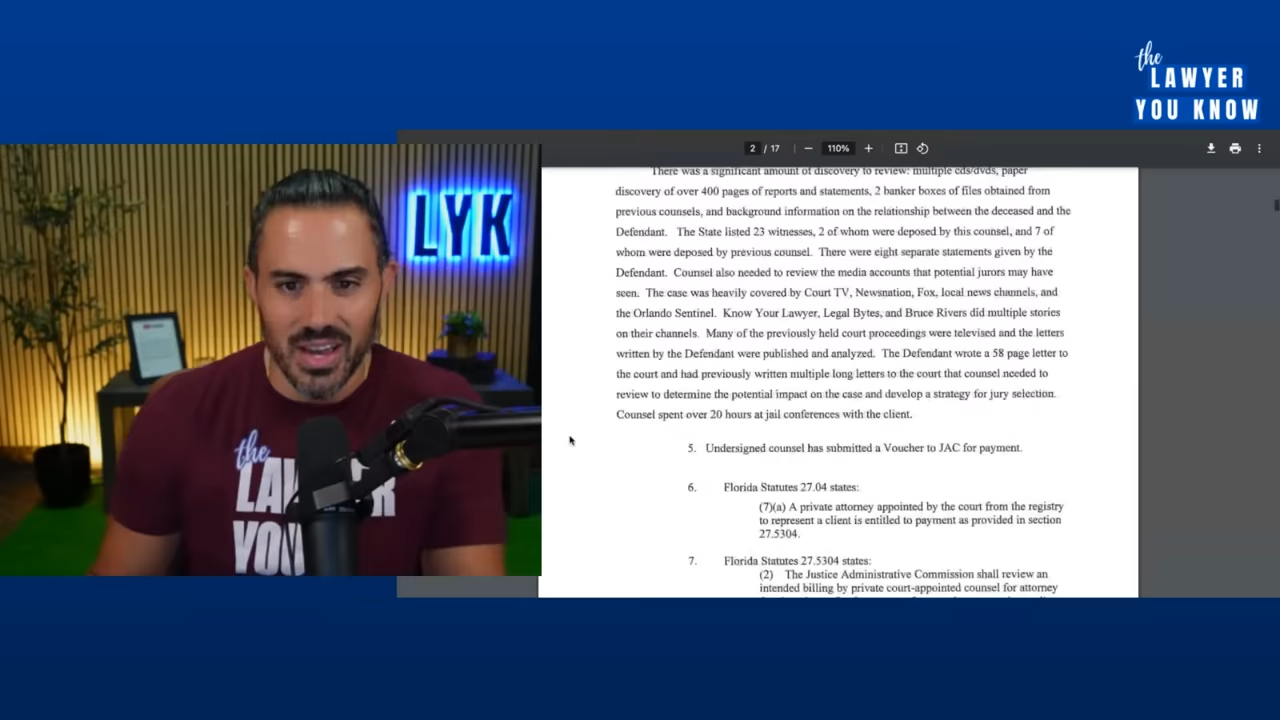 the
LAWYER
YOU KNOW
2 / 17
110%
LYK
the
LAW
R
YOU
There was a significant amount of discovery to review: multiple cds/dvds, paper
discovery of over 400 pages of reports and statements, 2 banker boxes of files obtained from
previous counsels, and background information on the relationship between the deceased and the
Defendant. The State listed 23 witnesses, 2 of whom were deposed by this counsel, and 7 of
whom were deposed by previous counsel. There were eight separate statements given by the
Defendant. Counsel also needed to review the media accounts that potential jurors may have
seen. The case was heavily covered by Court TV, Newsnation, Fox, local news channels, and
the Orlando Sentinel. Know Your Lawyer, Legal Bytes, and Bruce Rivers did multiple stories
on their channels. Many of the previously held court proceedings were televised and the letters
written by the Defendant were published and analyzed. The Defendant wrote a 58 page letter to
the court and had previously written multiple long letters to the court that counsel needed to
review to determine the potential impact on the case and develop a strategy for jury selection.
Counsel spent over 20 hours at jail conferences with the client.
5. Undersigned counsel has submitted a Voucher to JAC for payment.
6. Florida Statutes 27.04 states:
(7)(a) A private attorney appointed by the court from the registry
to represent a client is entitled to payment as provided in section
27.5304.
7. Florida Statutes 27.5304 states:
(2) The Justice Administrative Commission shall review an
intended billing by private court-appointed counsel for attorney